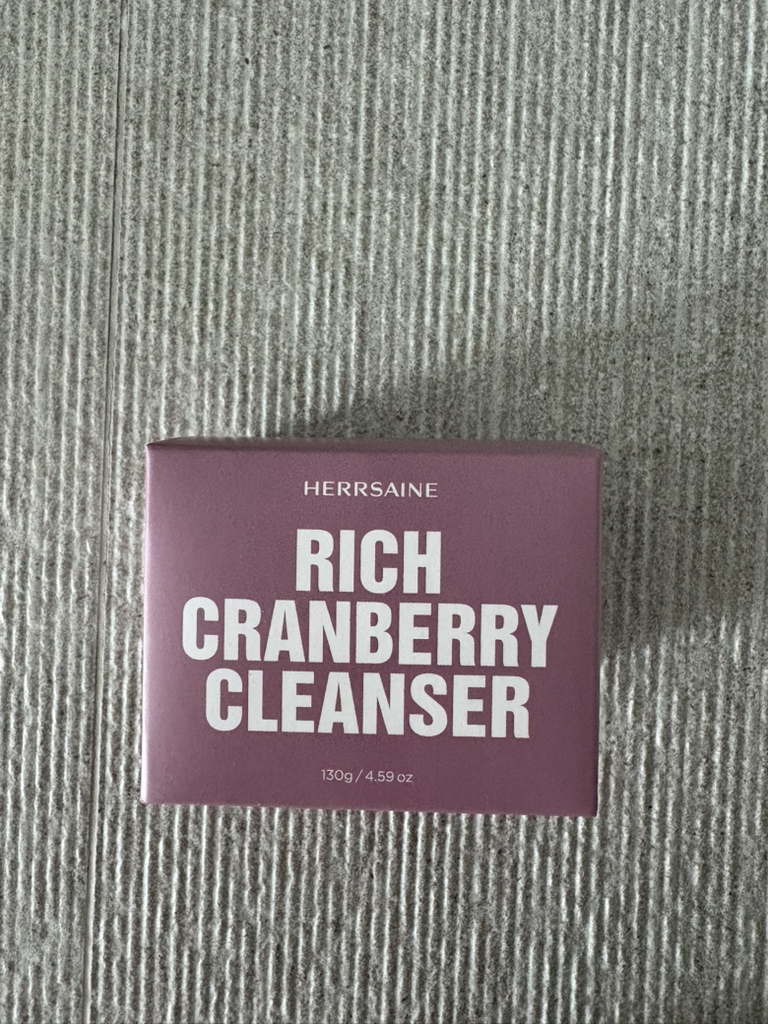 HERRSAINE
RICH
CRANBERRY
CLEANSER
130g / 4.59 oz